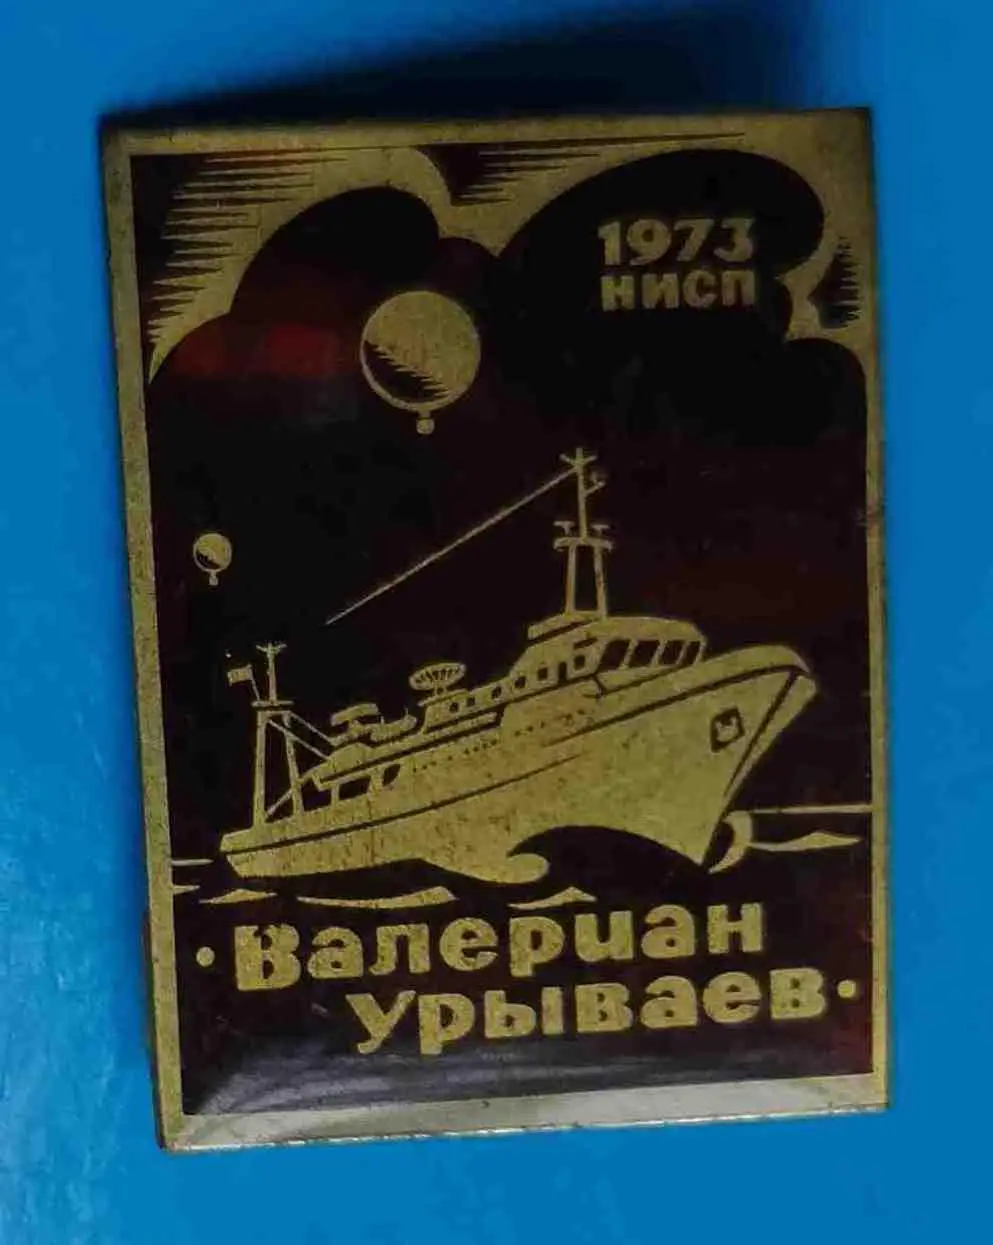 1973
НИСП
• Валериан
Урываев •